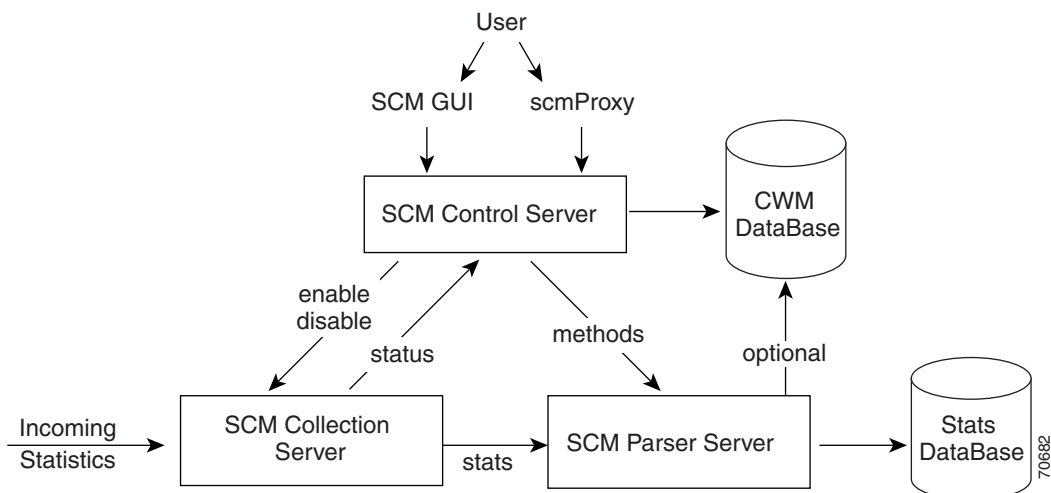 User
SCM GUI
scmProxy
SCM Control Server
CWM
DataBase
enable
disable
status
methods
optional
Incoming
Statistics
SCM Collection
Server
stats
SCM Parser Server
Stats
DataBase
70682